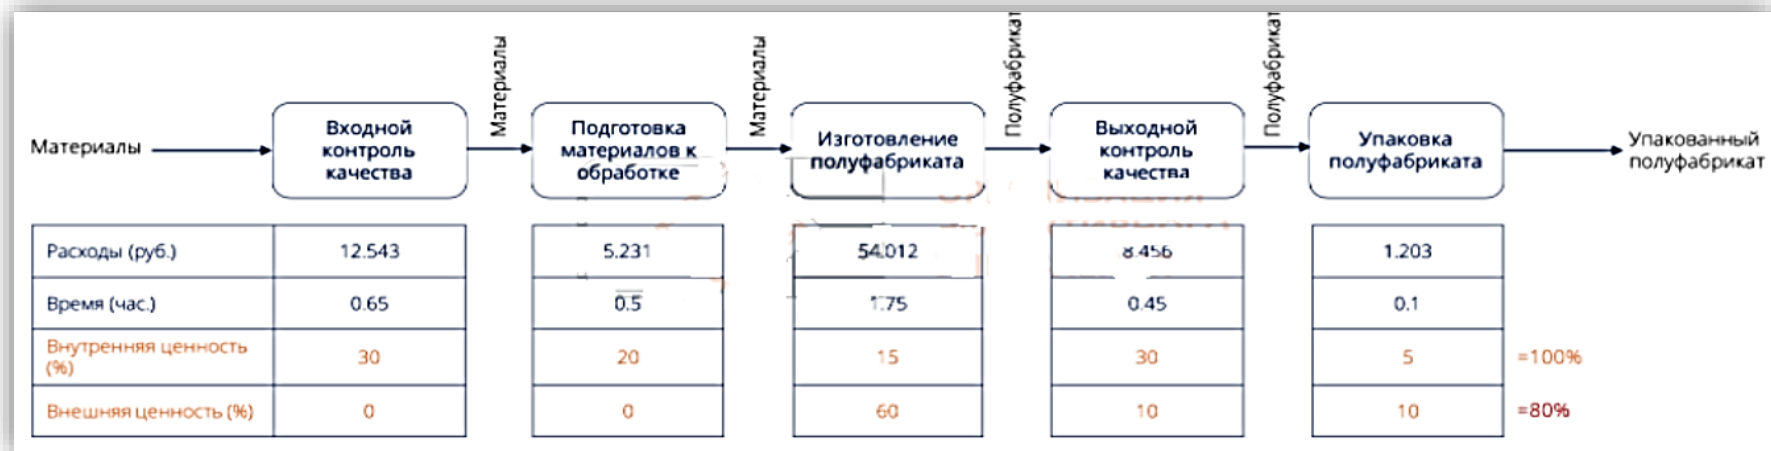 Материалы
Входной
контроль
качества
Материалы
Подготовка
материалов к
обработке
Материалы
Изготовление
полуфабриката
Полуфабрикат
Выходной
контроль
качества
Полуфабрикат
Упаковка
полуфабриката
Упакованный
полуфабрикат
Расходы (руб.) 12.543 5.231 54.012 8.456 1.203
Время (час.) 0.65 0.5 1.75 0.45 0.1
Внутренняя ценность
(%) 30 20 15 30 5 =100%
Внешняя ценность (%) 0 0 60 10 10 =80%